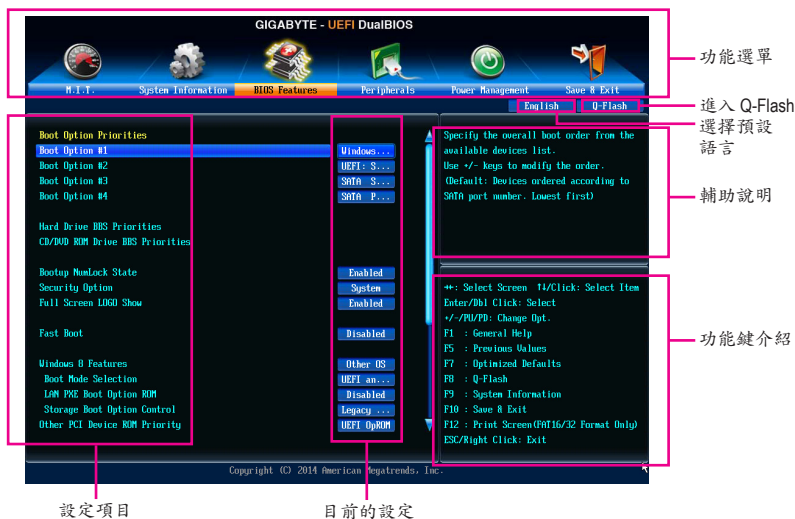 GIGABYTE - UEFI DualBIOS
M.I.T.
System Information
BIOS Features
Peripherals
Power Management
Save & Exit
功能選單
English
Q-Flash
進入 Q-Flash
選擇預設
語言
Boot Option Priorities
Boot Option #1 Windows...
Boot Option #2 UEFI: S...
Boot Option #3 SATA S...
Boot Option #4 SATA P...
Hard Drive BBS Priorities
CD/DVD ROM Drive BBS Priorities
Bootup NumLock State Enabled
Security Option System
Full Screen LOGO Show Enabled
Fast Boot Disabled
Windows 8 Features Other OS
Boot Mode Selection UEFI an...
LAN PXE Boot Option ROM Disabled
Storage Boot Option Control Legacy ...
Other PCI Device ROM Priority UEFI OpROM
Specify the overall boot order from the
available devices list.
Use +/- keys to modify the order.
(Default: Devices ordered according to
SATA port number. Lowest first)
輔助說明
→←: Select Screen ↑↓/Click: Select Item
Enter/Dbl Click: Select
+/-/PU/PD: Change Opt.
F1 : General Help
F5 : Previous Values
F7 : Optimized Defaults
F8 : Q-Flash
F9 : System Information
F10 : Save & Exit
F12 : Print Screen(FAT16/32 Format Only)
ESC/Right Click: Exit
功能鍵介紹
Copyright (C) 2014 American Megatrends, Inc.
設定項目
目前的設定